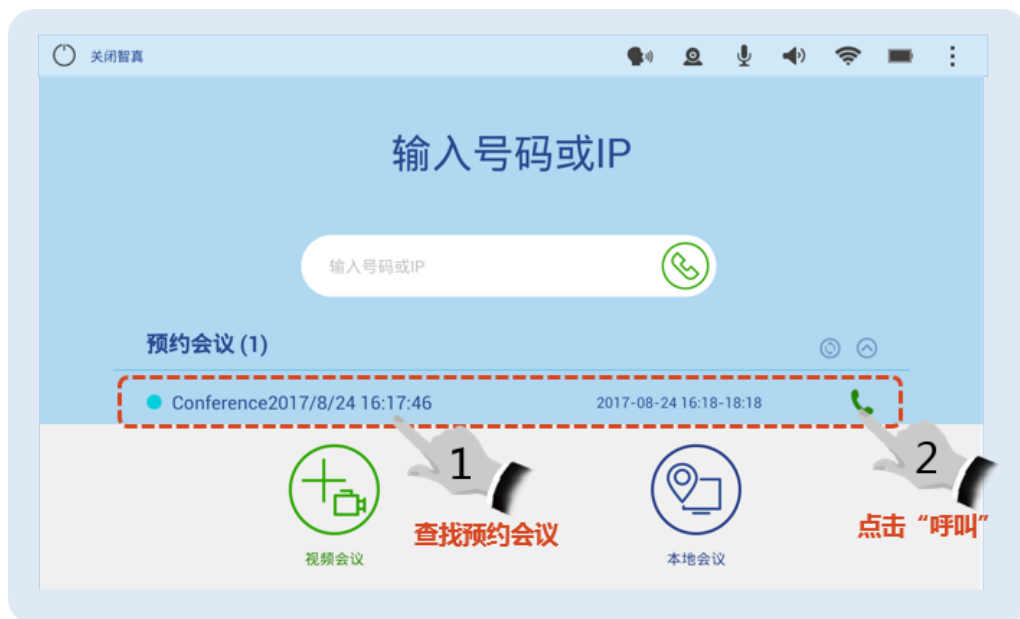 关闭智真
输入号码或IP
输入号码或IP
预约会议 (1)
Conference2017/8/24 16:17:46 2017-08-24 16:18-18:18
1
2
查找预约会议
点击“呼叫”
视频会议
本地会议